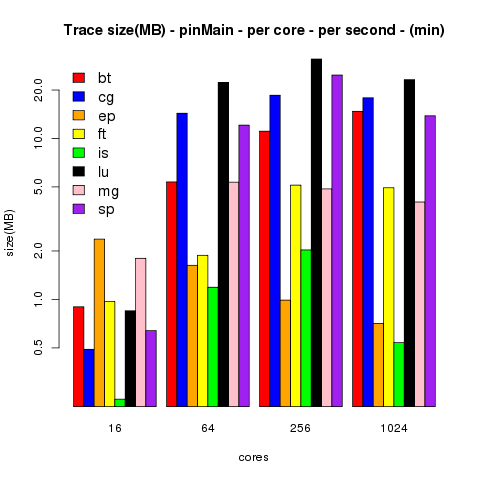 Trace size(MB) - pinMain - per core - per second - (min)
bt
cg
ep
ft
is
lu
mg
sp
size(MB)
20.0
10.0
5.0
2.0
1.0
0.5
16
64
256
1024
cores